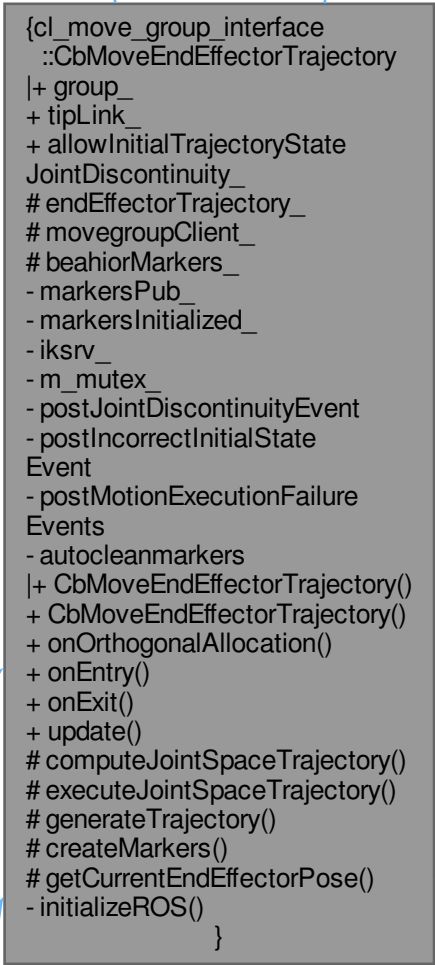 {cl_move_group_interface
::CbMoveEndEffectorTrajectory
|+ group_
+ tipLink_
+ allowInitialTrajectoryState
JointDiscontinuity_
# endEffectorTrajectory_
# movegroupClient_
# beahiorMarkers_
- markersPub_
- markersInitialized_
- iksrv_
- m_mutex_
- postJointDiscontinuityEvent
- postIncorrectInitialState
Event
- postMotionExecutionFailure
Events
- autocleanmarkers
|+ CbMoveEndEffectorTrajectory()
+ CbMoveEndEffectorTrajectory()
+ onOrthogonalAllocation()
+ onEntry()
+ onExit()
+ update()
# computeJointSpaceTrajectory()
# executeJointSpaceTrajectory()
# generateTrajectory()
# createMarkers()
# getCurrentEndEffectorPose()
- initializeROS()
}